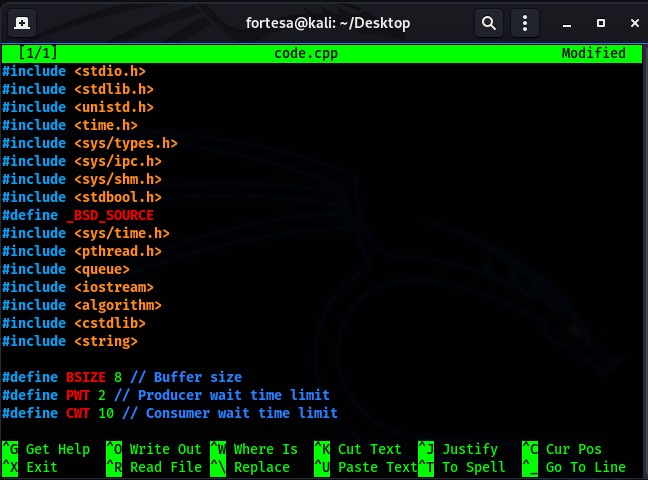 fortesa@kali: ~/Desktop
[1/1] code.cpp Modified
#include <stdio.h>
#include <stdlib.h>
#include <unistd.h>
#include <time.h>
#include <sys/types.h>
#include <sys/ipc.h>
#include <sys/shm.h>
#include <stdbool.h>
#define _BSD_SOURCE
#include <sys/time.h>
#include <pthread.h>
#include <queue>
#include <iostream>
#include <algorithm>
#include <cstdlib>
#include <string>
#define BSIZE 8 // Buffer size
#define PWT 2 // Producer wait time limit
#define CWT 10 // Consumer wait time limit
^G Get Help ^O Write Out ^W Where Is ^K Cut Text ^J Justify ^C Cur Pos
^X Exit ^R Read File ^\ Replace ^U Paste Text ^T To Spell ^_ Go To Line